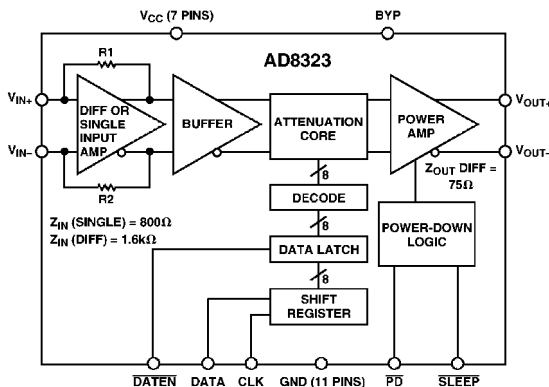 VCC (7 PINS)
BYP
AD8323
R1
VIN+
VOUT+
DIFF OR
SINGLE
INPUT
AMP
BUFFER
ATTENUATION
CORE
POWER
AMP
VIN–
VOUT–
R2
8
ZOUT DIFF =
75Ω
DECODE
ZIN (SINGLE) = 800Ω
ZIN (DIFF) = 1.6kΩ
8
DATA LATCH
POWER-DOWN
LOGIC
8
SHIFT
REGISTER
DATEN
DATA
CLK
GND (11 PINS)
PD
SLEEP